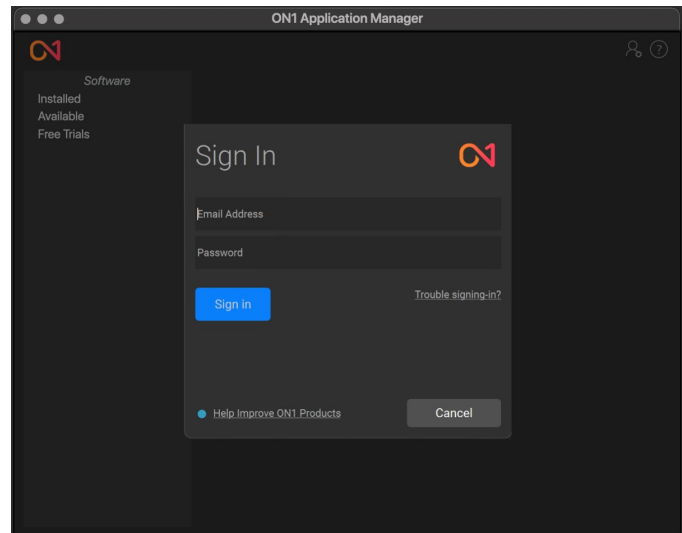 ON1 Application Manager
Software
Installed
Available
Free Trials
Sign In
Email Address
Password
Sign in
Trouble signing-in?
Help Improve ON1 Products
Cancel